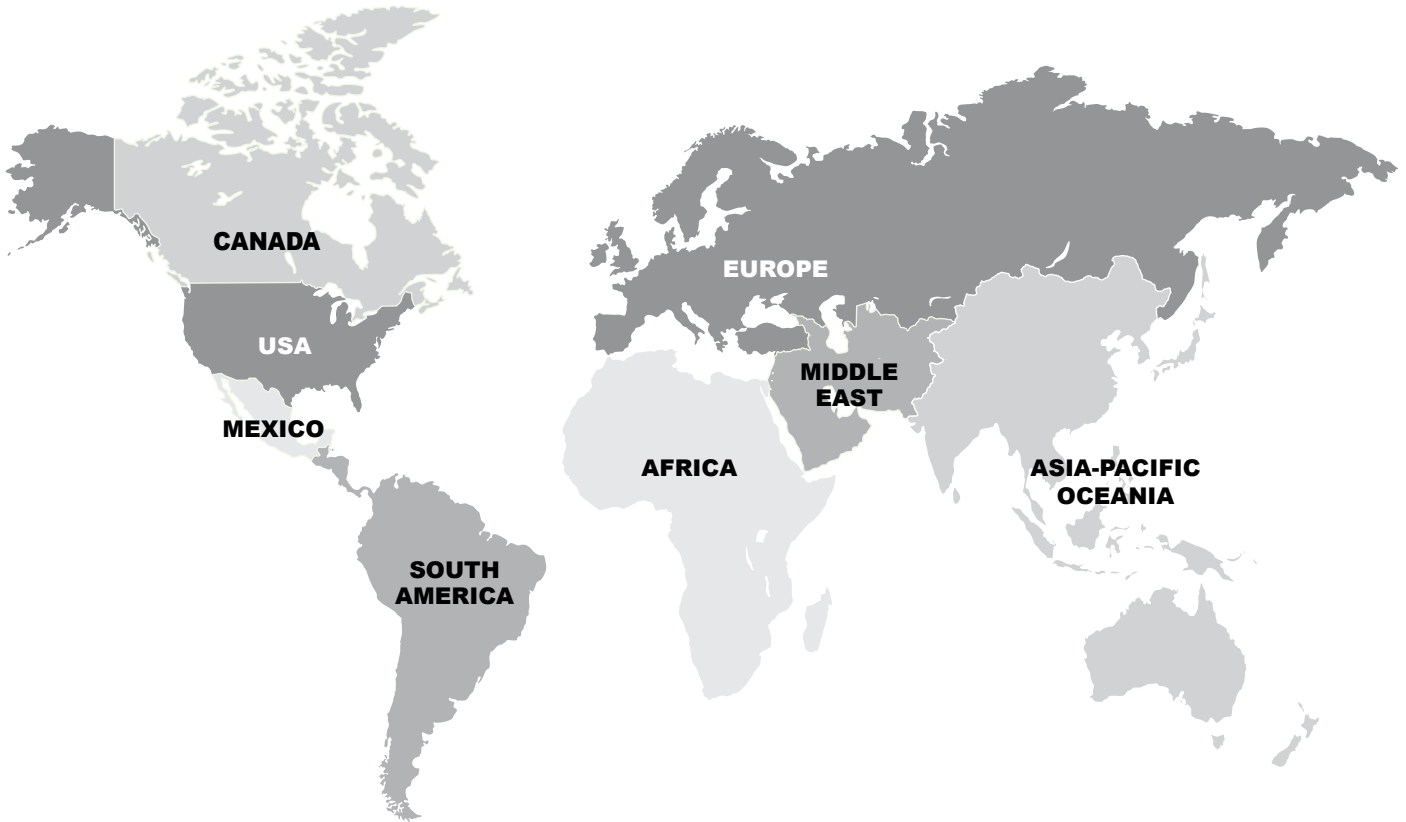 CANADA
EUROPE
USA
MIDDLE
EAST
MEXICO
AFRICA
ASIA-PACIFIC
OCEANIA
SOUTH
AMERICA